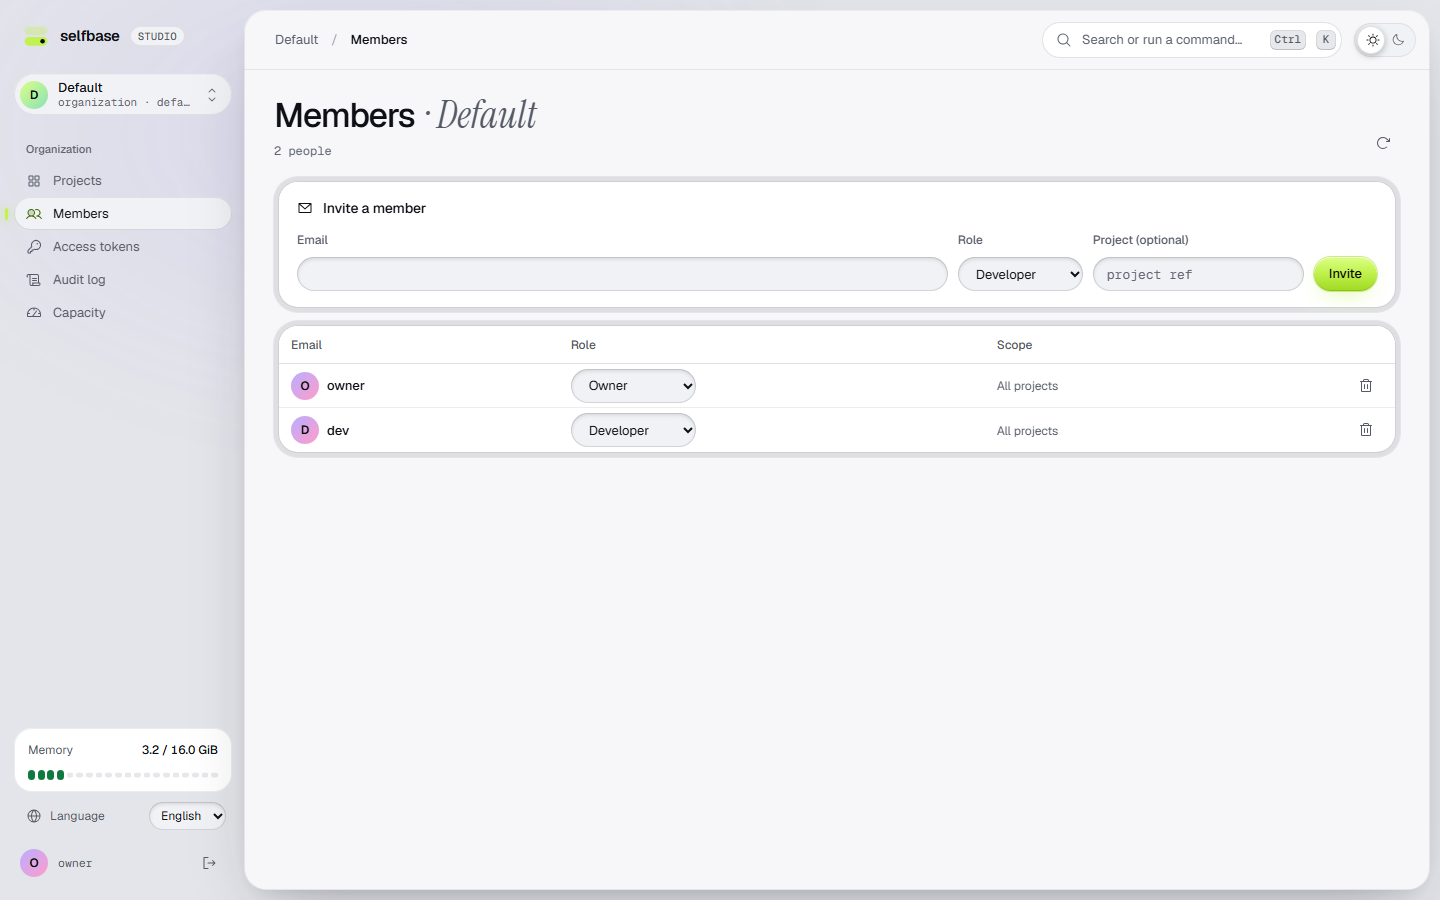 selfbase STUDIO
Default / Members
Search or run a command... Ctrl K
D Default
organization · defa...
Organization
Projects
Members
Access tokens
Audit log
Capacity
Members · Default
2 people
Invite a member
Email Role Project (optional)
Developer project ref Invite
Email Role Scope
O owner Owner All projects
D dev Developer All projects
Memory 3.2 / 16.0 GiB
Language English
O owner